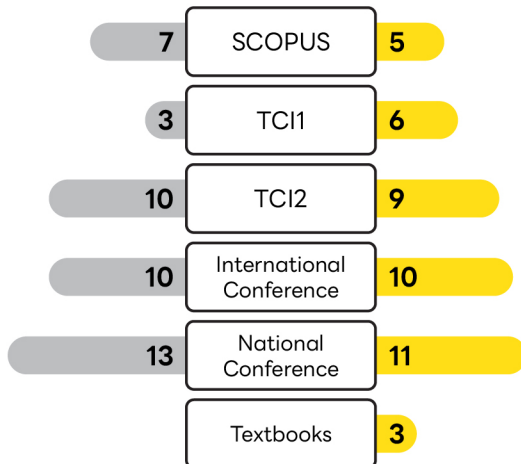 7 SCOPUS 5
3 TCI1 6
10 TCI2 9
10 International Conference 10
13 National Conference 11
Textbooks 3